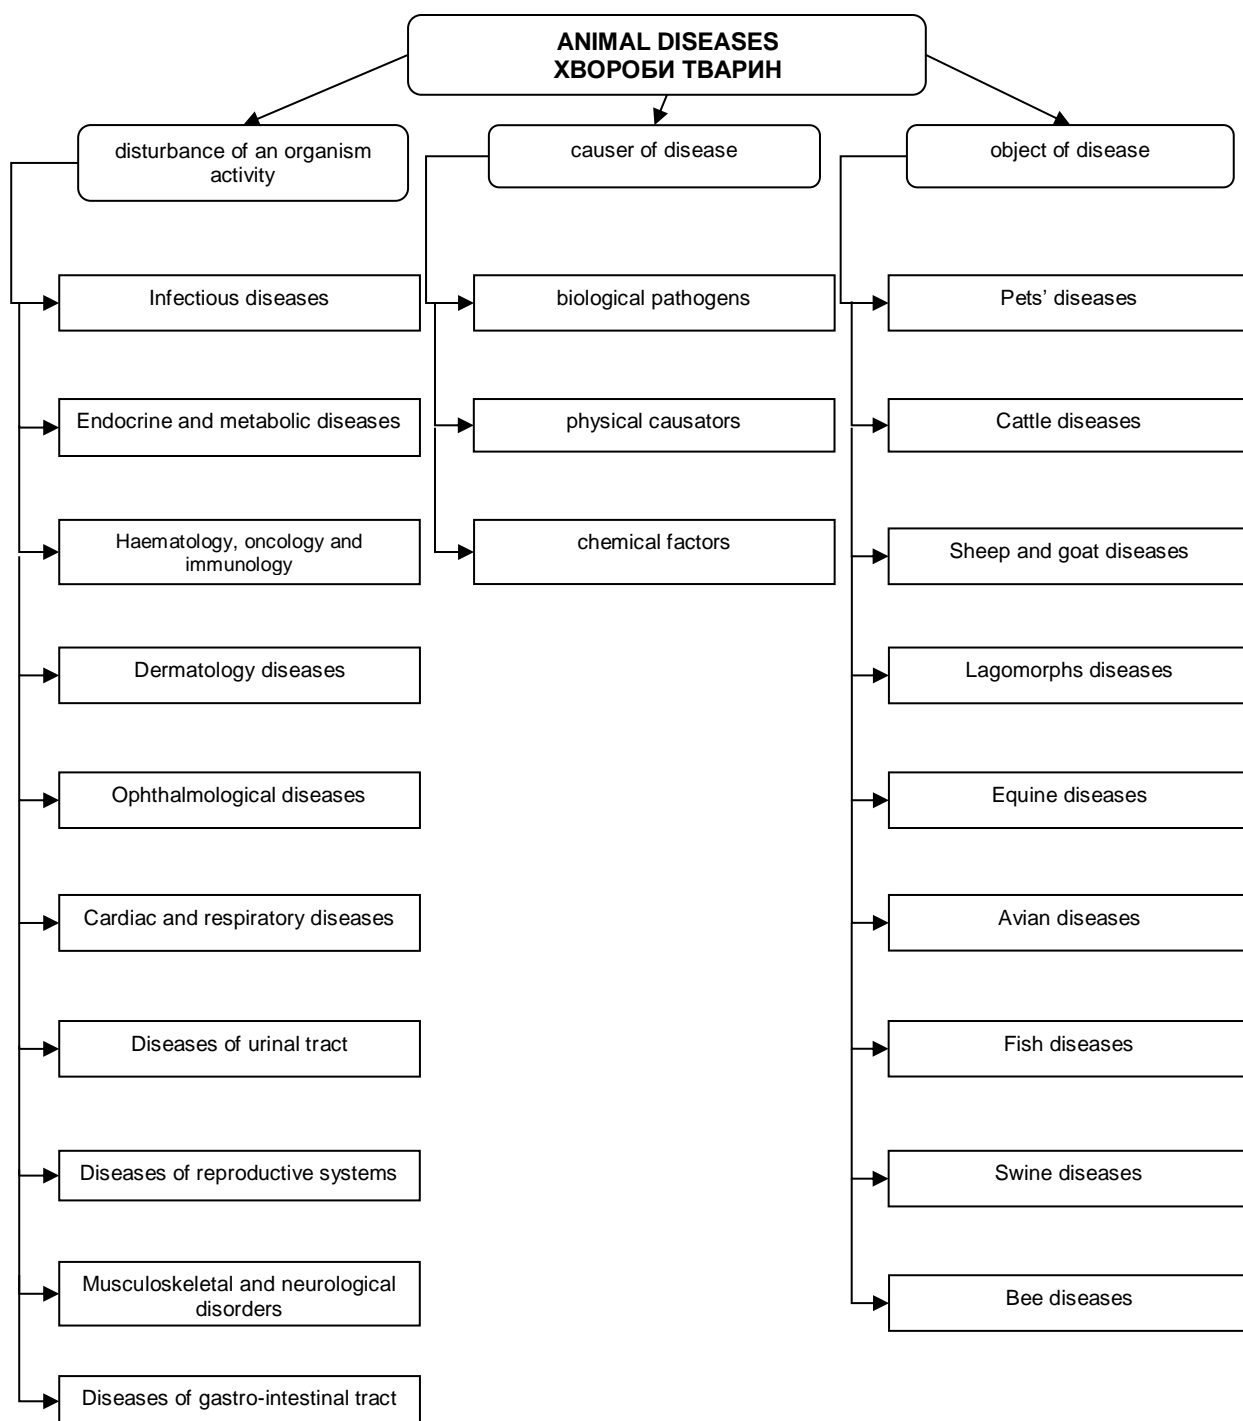 ANIMAL DISEASES
ХВОРОБИ ТВАРИН
disturbance of an organism
activity
causer of disease
object of disease
Infectious diseases
Endocrine and metabolic diseases
Haematology, oncology and
immunology
Dermatology diseases
Ophthalmological diseases
Cardiac and respiratory diseases
Diseases of urinal tract
Diseases of reproductive systems
Musculoskeletal and neurological
disorders
Diseases of gastro-intestinal tract
biological pathogens
physical causators
chemical factors
Pets’ diseases
Cattle diseases
Sheep and goat diseases
Lagomorphs diseases
Equine diseases
Avian diseases
Fish diseases
Swine diseases
Bee diseases